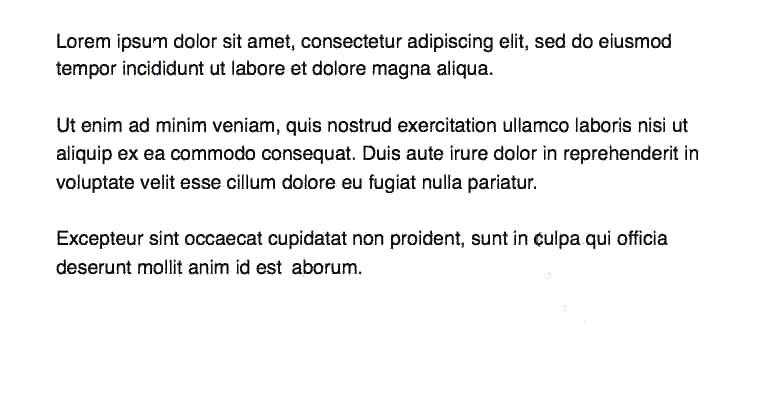 Lorem ipsum dolor sit amet, consectetur adipiscing elit, sed do eiusmod
tempor incididunt ut labore et dolore magna aliqua.
Ut enim ad minim veniam, quis nostrud exercitation ullamco laboris nisi ut
aliquip ex ea commodo consequat. Duis aute irure dolor in reprehenderit in
voluptate velit esse cillum dolore eu fugiat nulla pariatur.
Excepteur sint occaecat cupidatat non proident, sunt in culpa qui officia
deserunt mollit anim id est aborum.